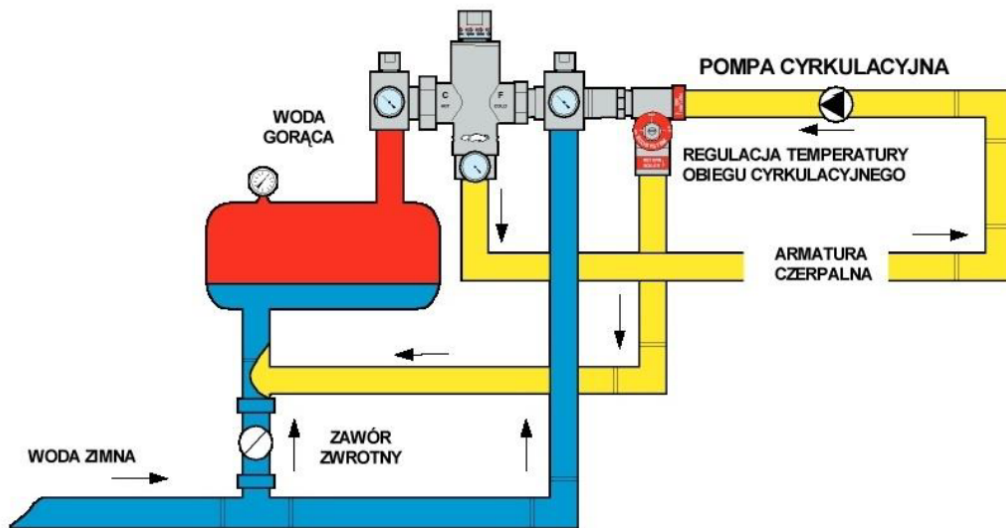 POMPA CYRKULACYJNA
WODA
GORĄCA
C
F
REGULACJA TEMPERATURY
OBIEGU CYRKULACYJNEGO
ARMATURA
CZERPALNA
ZAWÓR
ZWROTNY
WODA ZIMNA